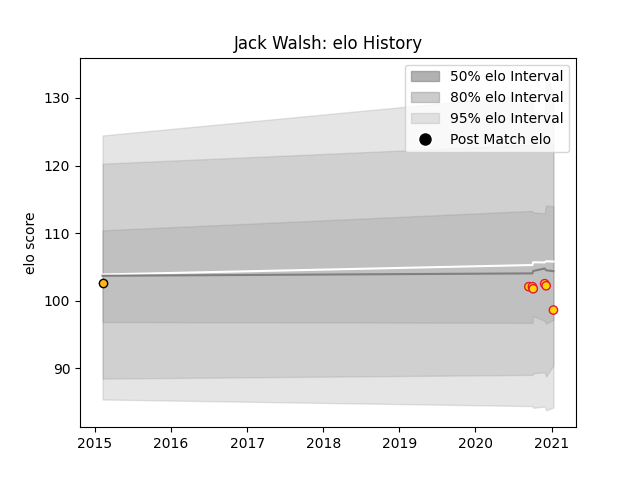 Jack Walsh: elo History
50% elo Interval
80% elo Interval
95% elo Interval
Post Match elo
elo score
130
120
110
100
90
2015 2016 2017 2018 2019 2020 2021